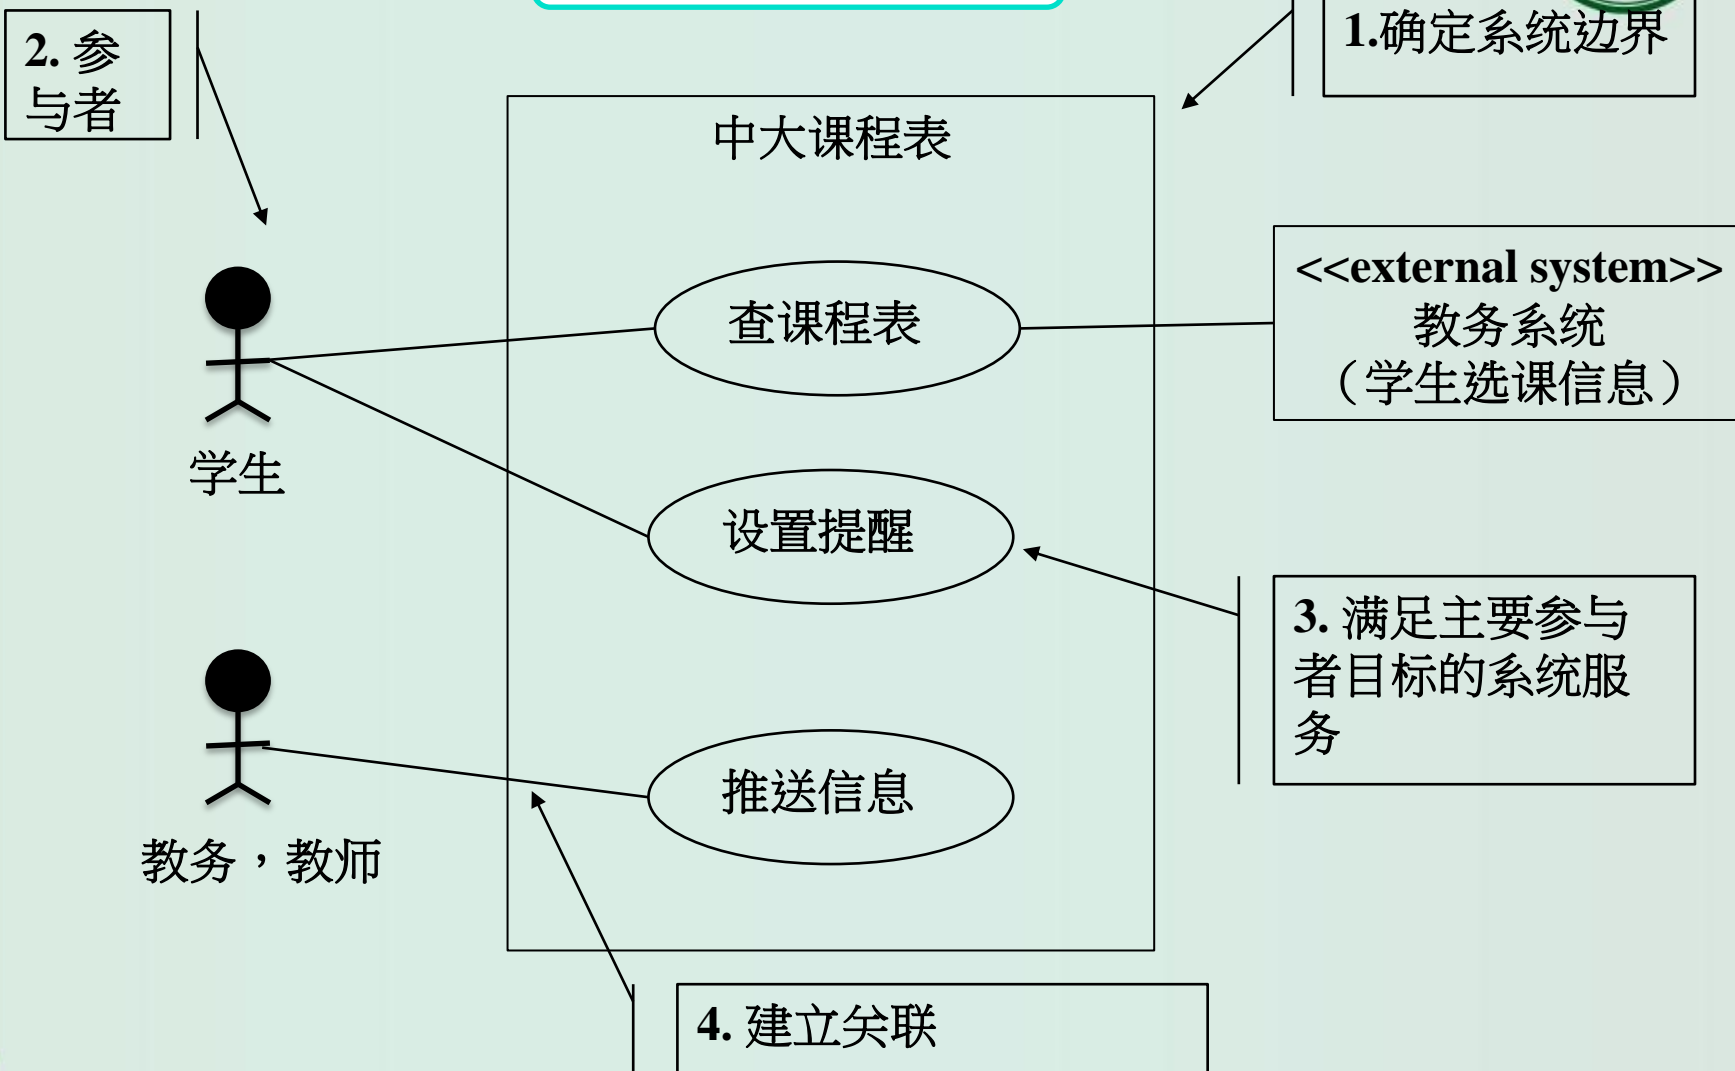 2. 参
与者
1.确定系统边界
中大课程表
查课程表
<<external system>>
教务系统
（学生选课信息）
学生
设置提醒
3. 满足主要参与
者目标的系统服
务
推送信息
教务，教师
4. 建立关联